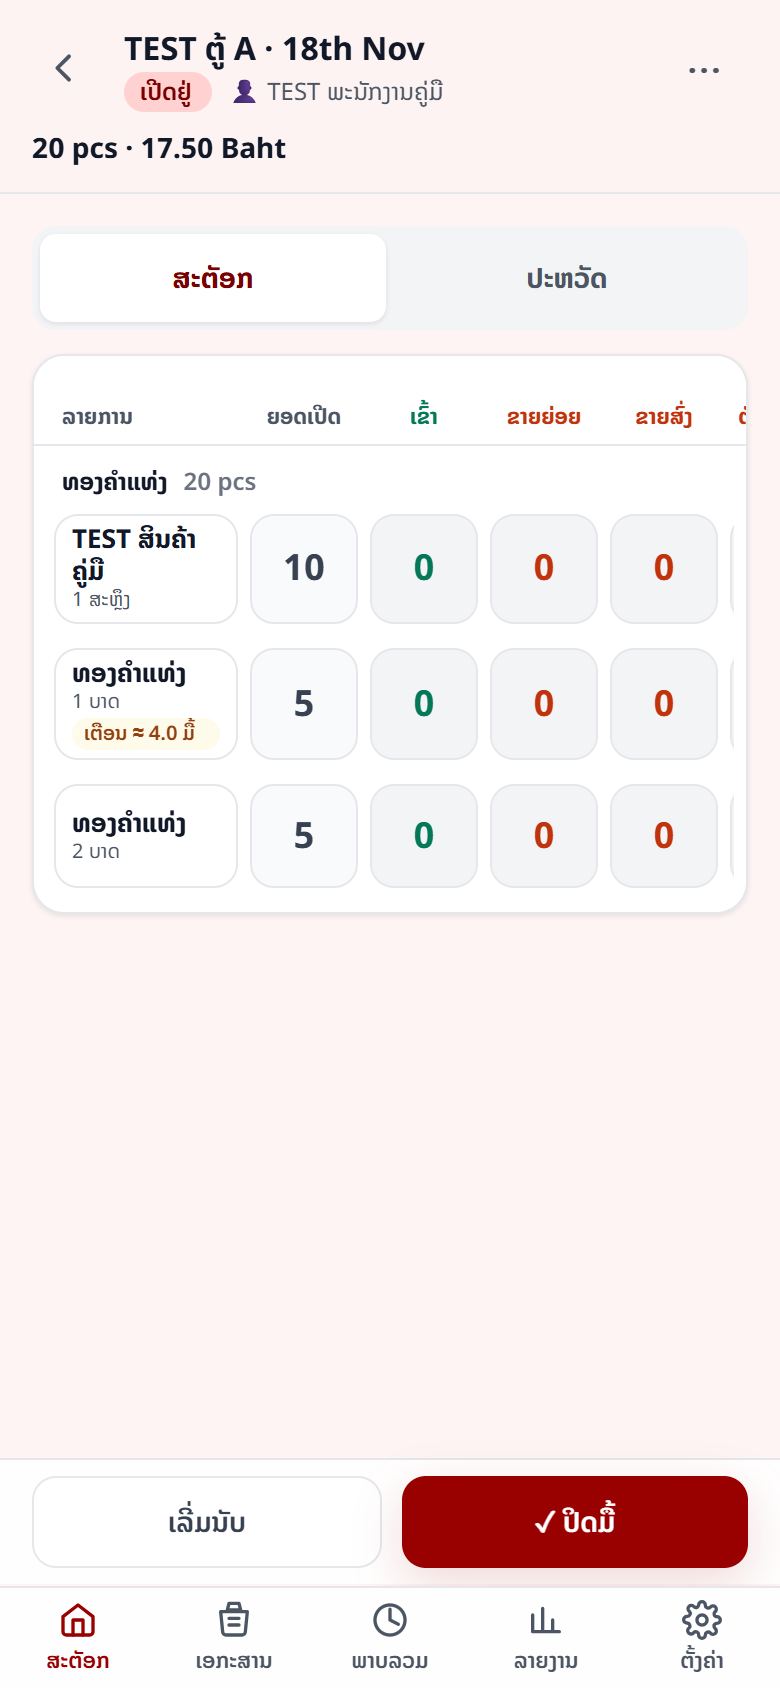 TEST ຕູ້ A · 18th Nov
ເປີດຢູ່ TEST ພະນັກງານຄູ່ມື
20 pcs · 17.50 Baht
ສະຕັອກ ປະຫວັດ
ລາຍການ ຍອດເປີດ ເຂົ້າ ຂາຍຍ່ອຍ ຂາຍສົ່ງ
ທອງຄຳແທ່ງ 20 pcs
TEST ສິນຄ້າ
ຄູ່ມື
1 ສະຫຼຶງ
10 0 0 0
ທອງຄຳແທ່ງ
1 ບາດ
ເຕືອນ ≈ 4.0 ມື້
5 0 0 0
ທອງຄຳແທ່ງ
2 ບາດ
5 0 0 0
ເລີ່ມນັບ ✓ ປິດມື້
ສະຕັອກ ເອກະສານ ພາບລວມ ລາຍງານ ຕັ້ງຄ່າ